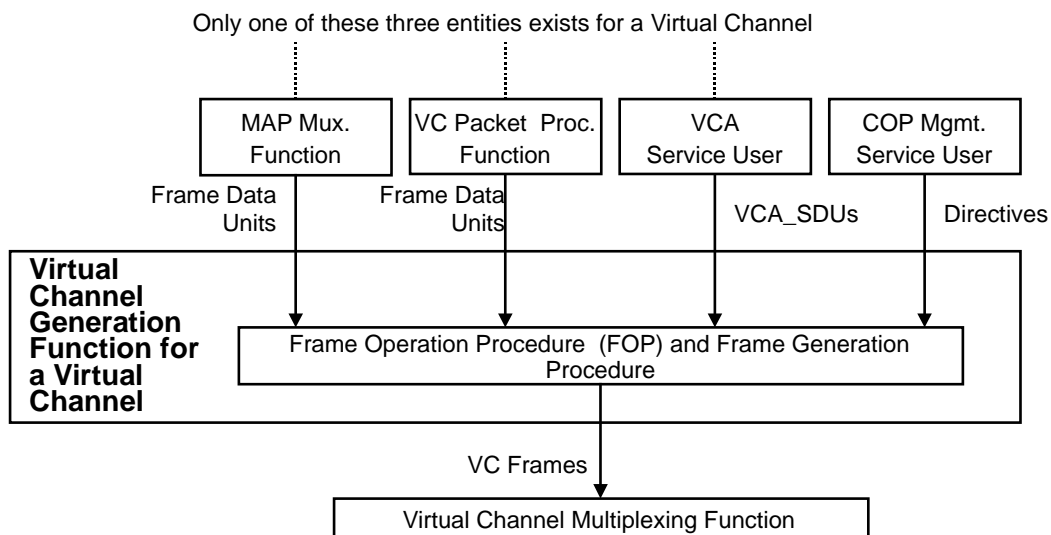 Only one of these three entities exists for a Virtual Channel
MAP Mux.
Function
VC Packet Proc.
Function
VCA
Service User
COP Mgmt.
Service User
Frame Data
Units
Frame Data
Units
VCA_SDUs
Directives
Virtual
Channel
Generation
Function for
a Virtual
Channel
Frame Operation Procedure (FOP) and Frame Generation
Procedure
VC Frames
Virtual Channel Multiplexing Function